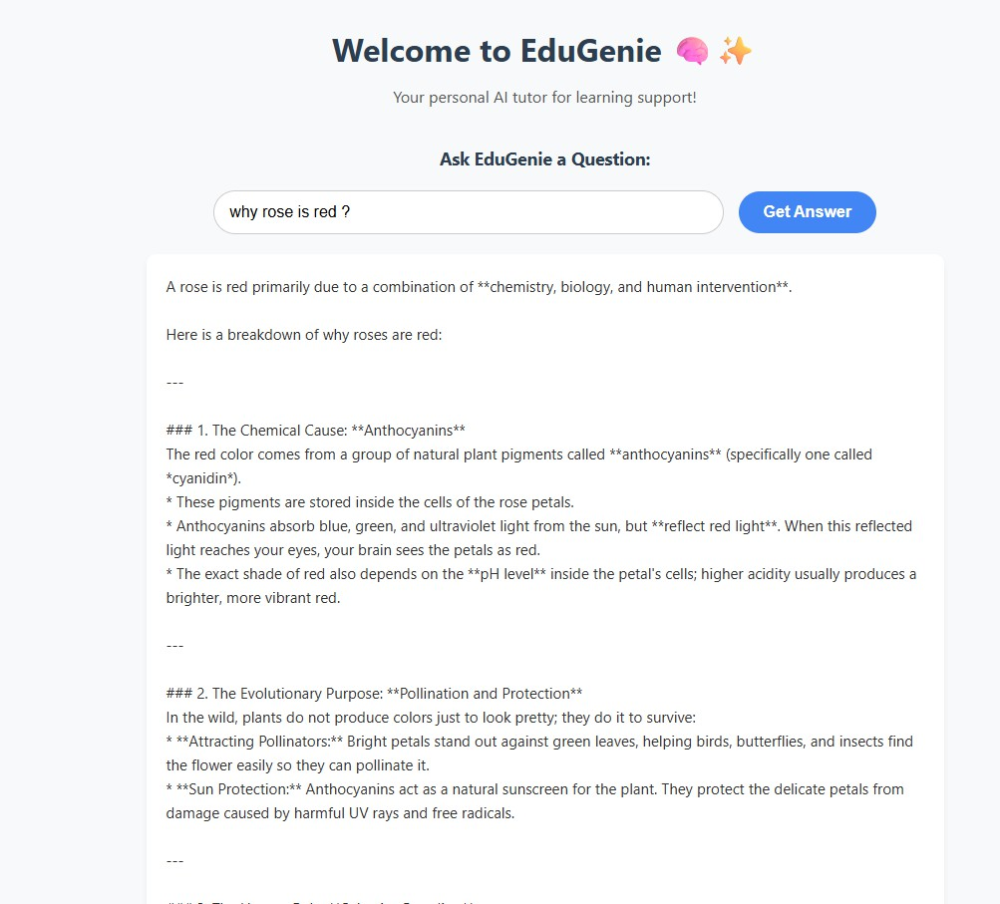 Welcome to EduGenie 🧠 ✨
Your personal AI tutor for learning support!
Ask EduGenie a Question:
why rose is red ?
Get Answer
A rose is red primarily due to a combination of **chemistry, biology, and human intervention**.
Here is a breakdown of why roses are red:
---
### 1. The Chemical Cause: **Anthocyanins**
The red color comes from a group of natural plant pigments called **anthocyanins** (specifically one called
*cyanidin*).
* These pigments are stored inside the cells of the rose petals.
* Anthocyanins absorb blue, green, and ultraviolet light from the sun, but **reflect red light**. When this reflected
light reaches your eyes, your brain sees the petals as red.
* The exact shade of red also depends on the **pH level** inside the petal's cells; higher acidity usually produces a
brighter, more vibrant red.
---
### 2. The Evolutionary Purpose: **Pollination and Protection**
In the wild, plants do not produce colors just to look pretty; they do it to survive:
* **Attracting Pollinators:** Bright petals stand out against green leaves, helping birds, butterflies, and insects find
the flower easily so they can pollinate it.
* **Sun Protection:** Anthocyanins act as a natural sunscreen for the plant. They protect the delicate petals from
damage caused by harmful UV rays and free radicals.
---